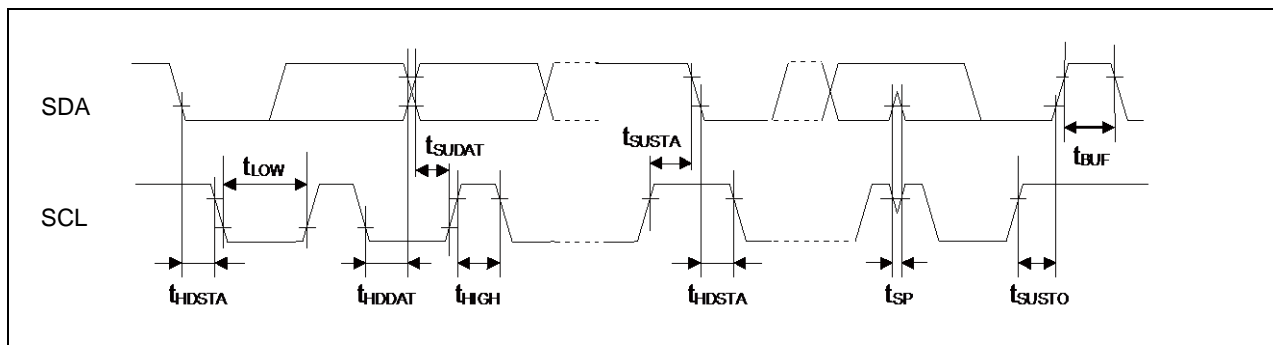 SDA
tSUDAT
tSUSTA
tBUF
tLOW
SCL
tHDSTA
tHDDAT
tHIGH
tHDSTA
tSP
tSUSTO